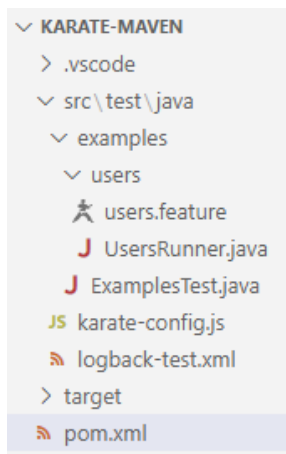 KARATE-MAVEN
.vscode
src\test\java
examples
users
users.feature
J UsersRunner.java
J ExamplesTest.java
JS karate-config.js
logback-test.xml
target
pom.xml